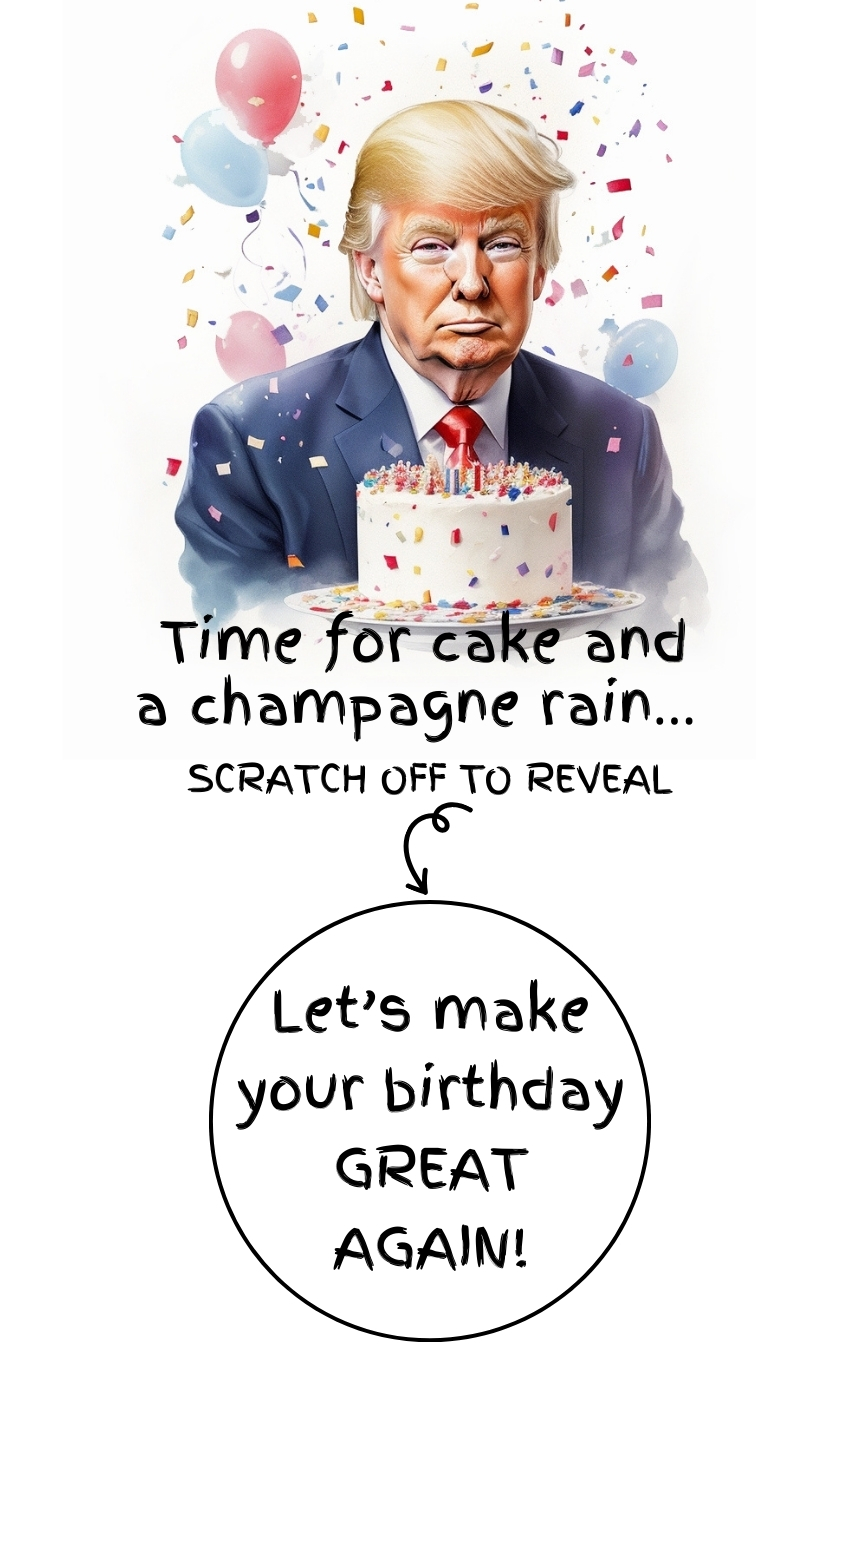 Time for cake and
a champagne rain...
SCRATCH OFF TO REVEAL
Let's make
your birthday
GREAT
AGAIN!